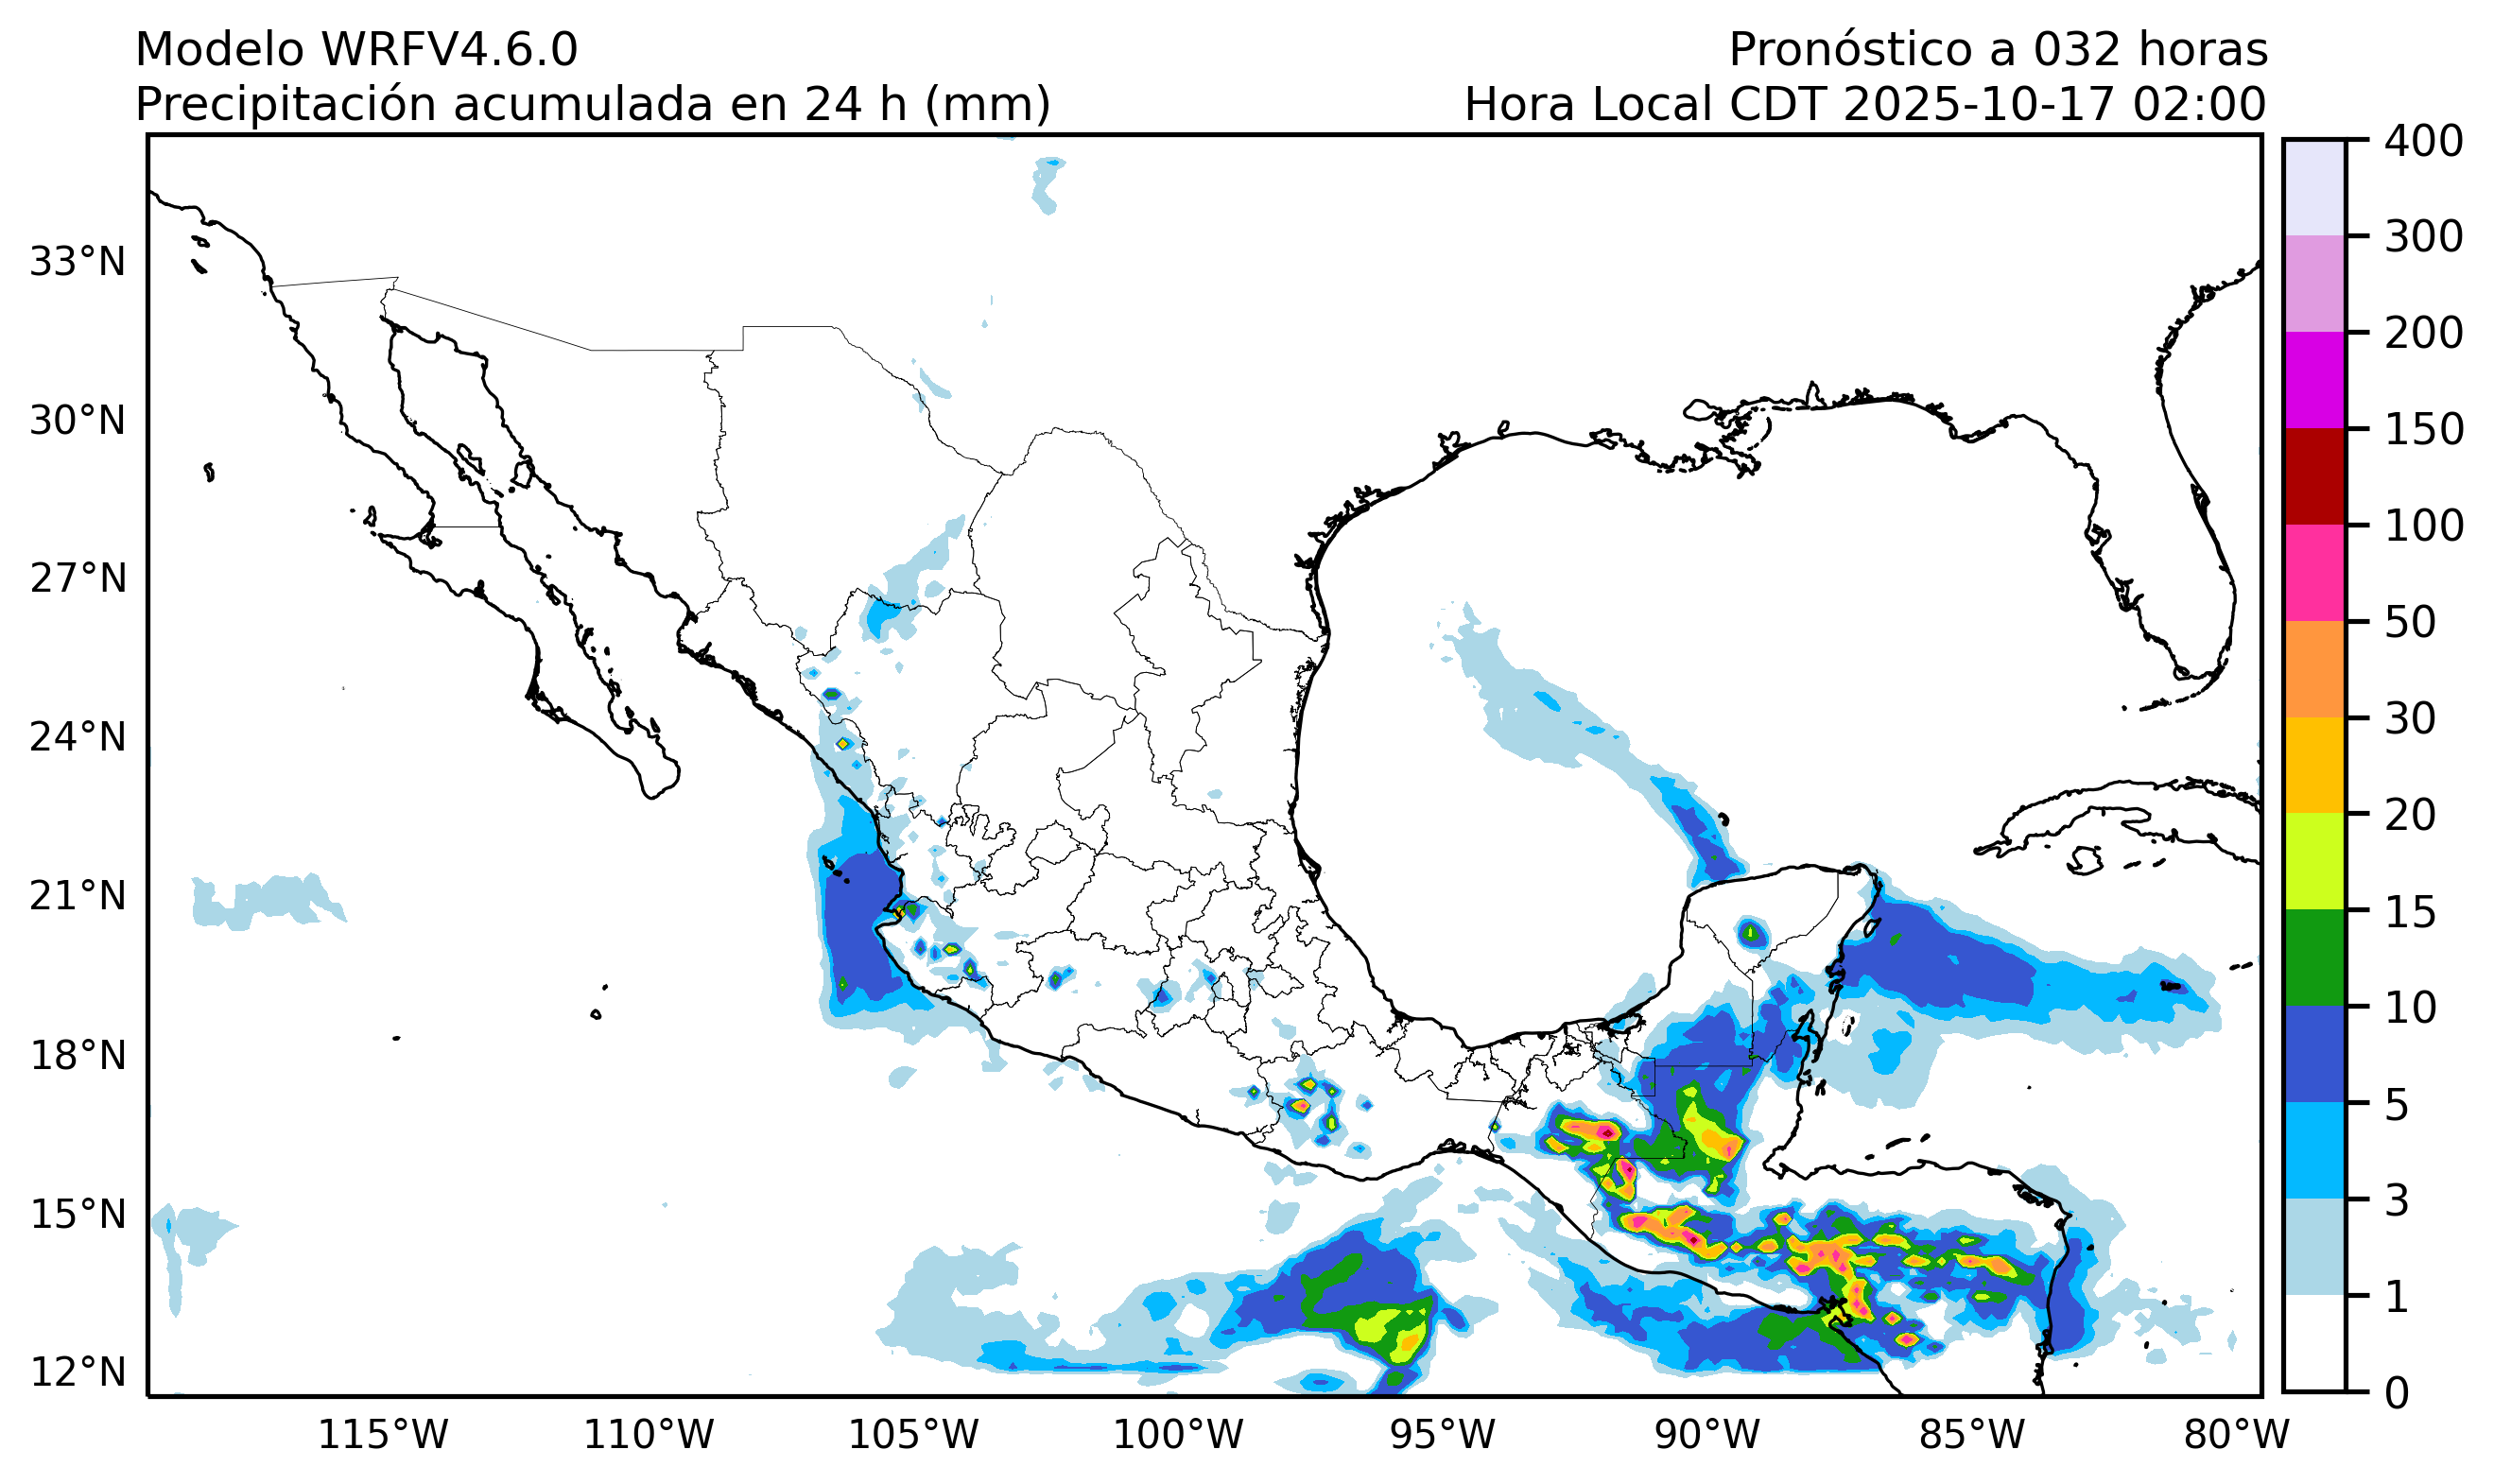 Modelo WRFV4.6.0
Pronóstico a 032 horas
Precipitación acumulada en 24 h (mm)
Hora Local CDT 2025-10-17 02:00
33°N
30°N
27°N
24°N
21°N
18°N
15°N
12°N
115°W
110°W
105°W
100°W
95°W
90°W
85°W
80°W
400
300
200
150
100
50
30
20
15
10
5
3
1
0